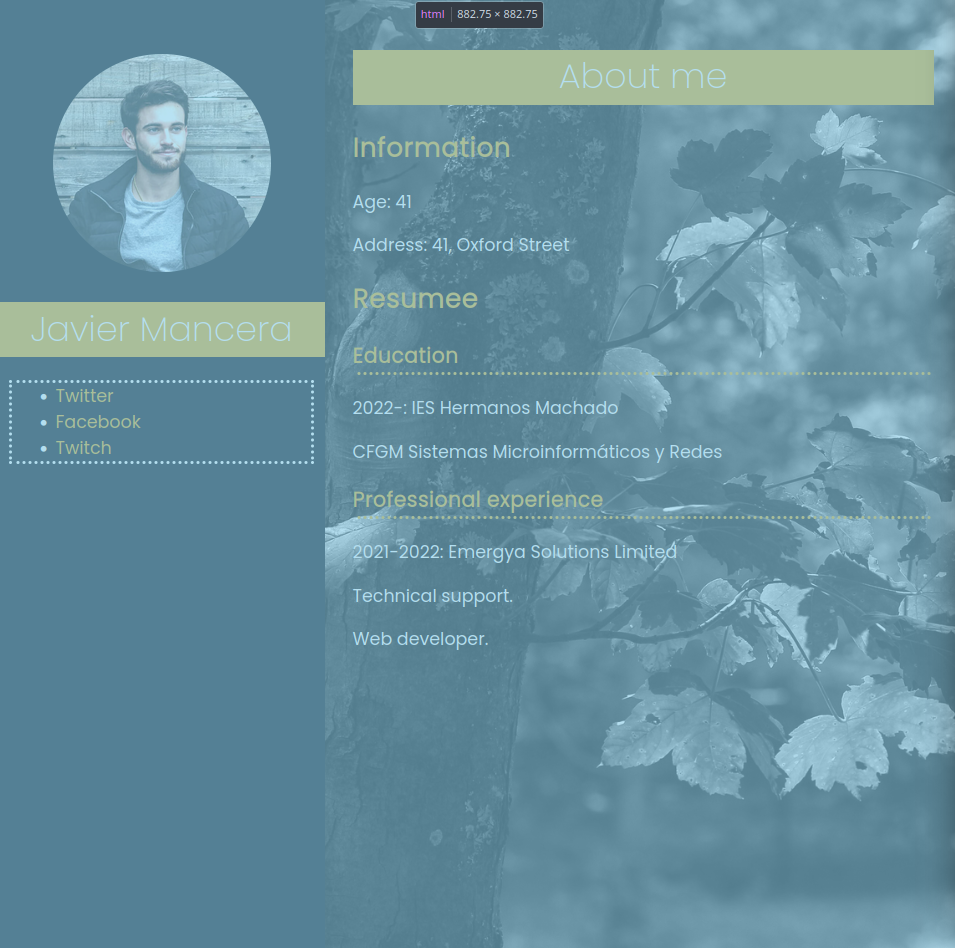 html 882.75 × 882.75
About me
Information
Age: 41
Address: 41, Oxford Street
Resumee
Education
2022-: IES Hermanos Machado
CFGM Sistemas Microinformáticos y Redes
Professional experience
2021-2022: Emergya Solutions Limited
Technical support.
Web developer.
Javier Mancera
Twitter
Facebook
Twitch